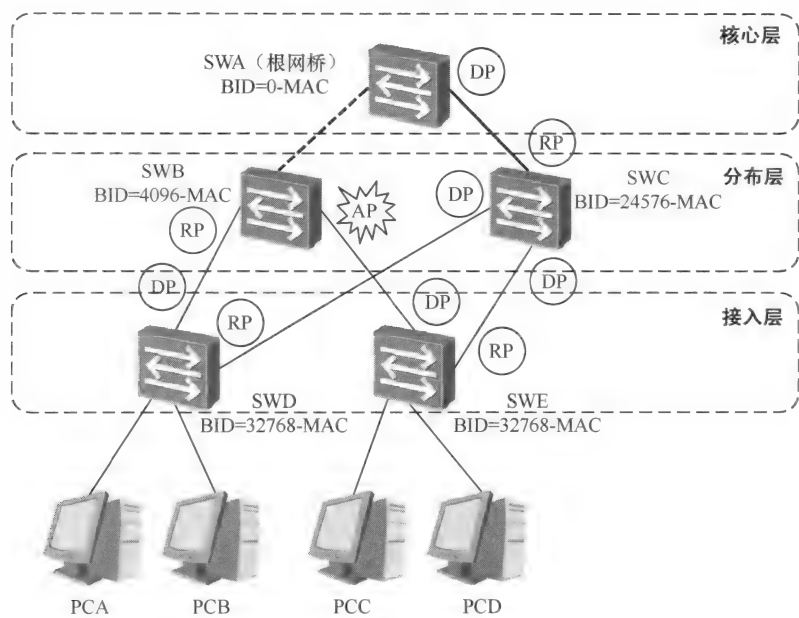 核心层
SWA（根网桥）
BID=0-MAC
DP
RP
SWB
BID=4096-MAC
AP
DP
SWC
BID=24576-MAC
分布层
RP
DP
RP
DP
DP
RP
接入层
SWD
BID=32768-MAC
SWE
BID=32768-MAC
PCA
PCB
PCC
PCD